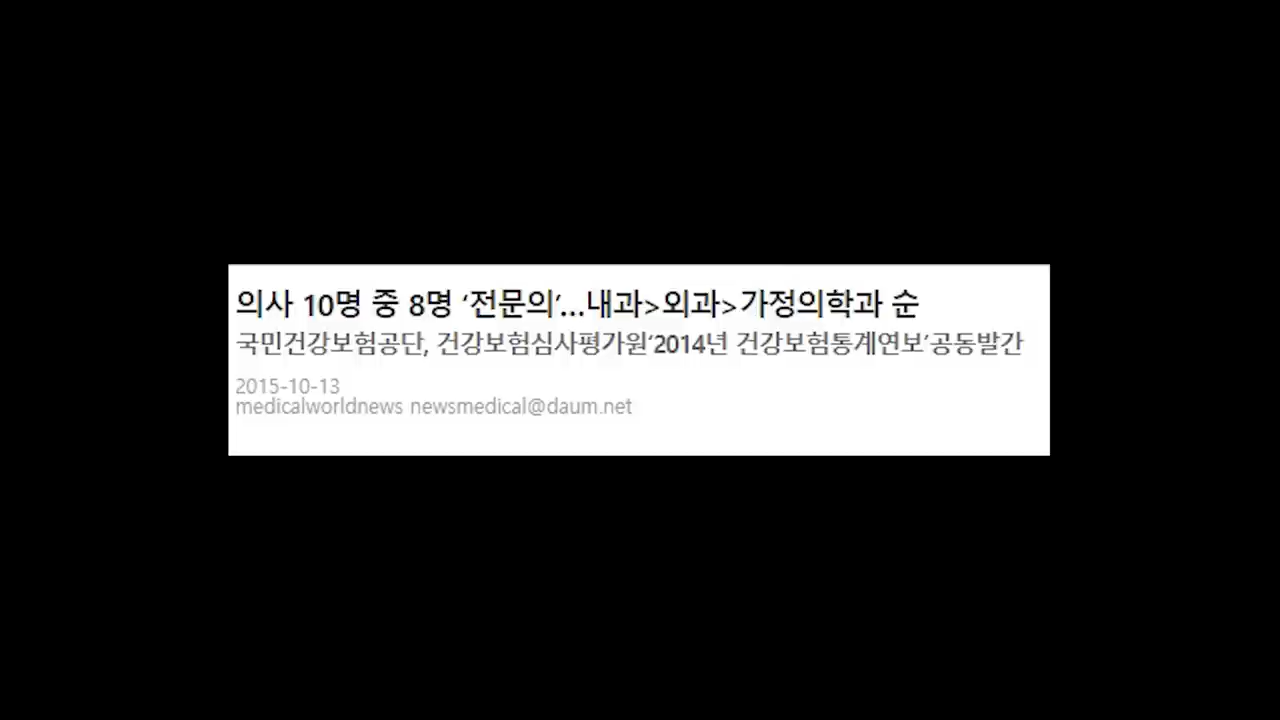 의사 10명 중 8명 ‘전문의’…내과>외과>가정의학과 순
국민건강보험공단, 건강보험심사평가원‘2014년 건강보험통계연보’공동발간
2015-10-13
medicalworldnews newsmedical@daum.net